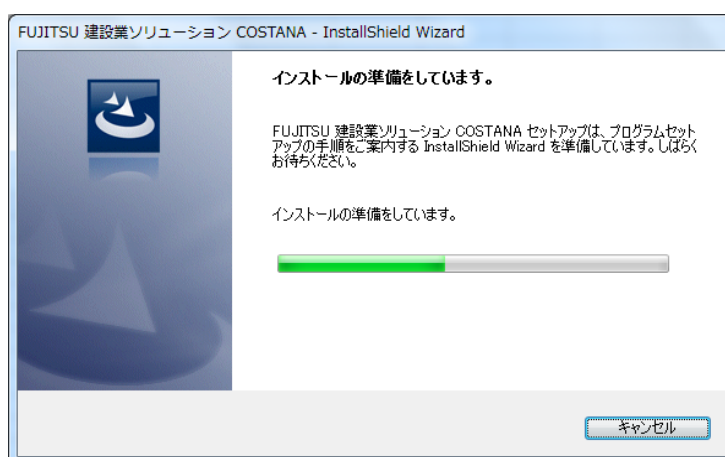 FUJITSU 建設業ソリューション COSTANA - InstallShield Wizard
インストールの準備をしています。
FUJITSU 建設業ソリューション COSTANA セットアップは、プログラムセット
アップの手順をご案内する InstallShield Wizard を準備しています。しばらく
お待ちください。
インストールの準備をしています。
キャンセル